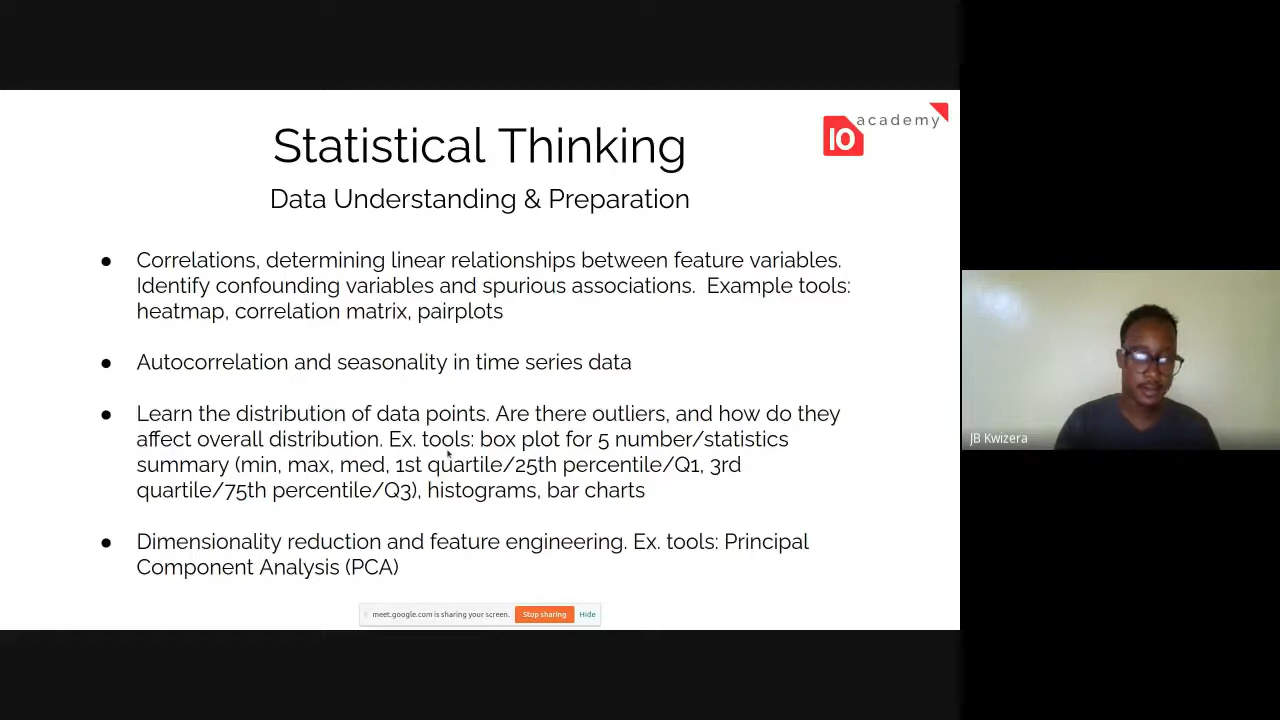 Statistical Thinking
10 academy
Data Understanding & Preparation
● Correlations, determining linear relationships between feature variables.
Identify confounding variables and spurious associations.  Example tools:
heatmap, correlation matrix, pairplots
● Autocorrelation and seasonality in time series data
● Learn the distribution of data points. Are there outliers, and how do they
affect overall distribution. Ex. tools: box plot for 5 number/statistics
summary (min, max, med, 1st quartile/25th percentile/Q1, 3rd
quartile/75th percentile/Q3), histograms, bar charts
● Dimensionality reduction and feature engineering. Ex. tools: Principal
Component Analysis (PCA)
meet.google.com is sharing your screen. Stop sharing Hide
JB Kwizera